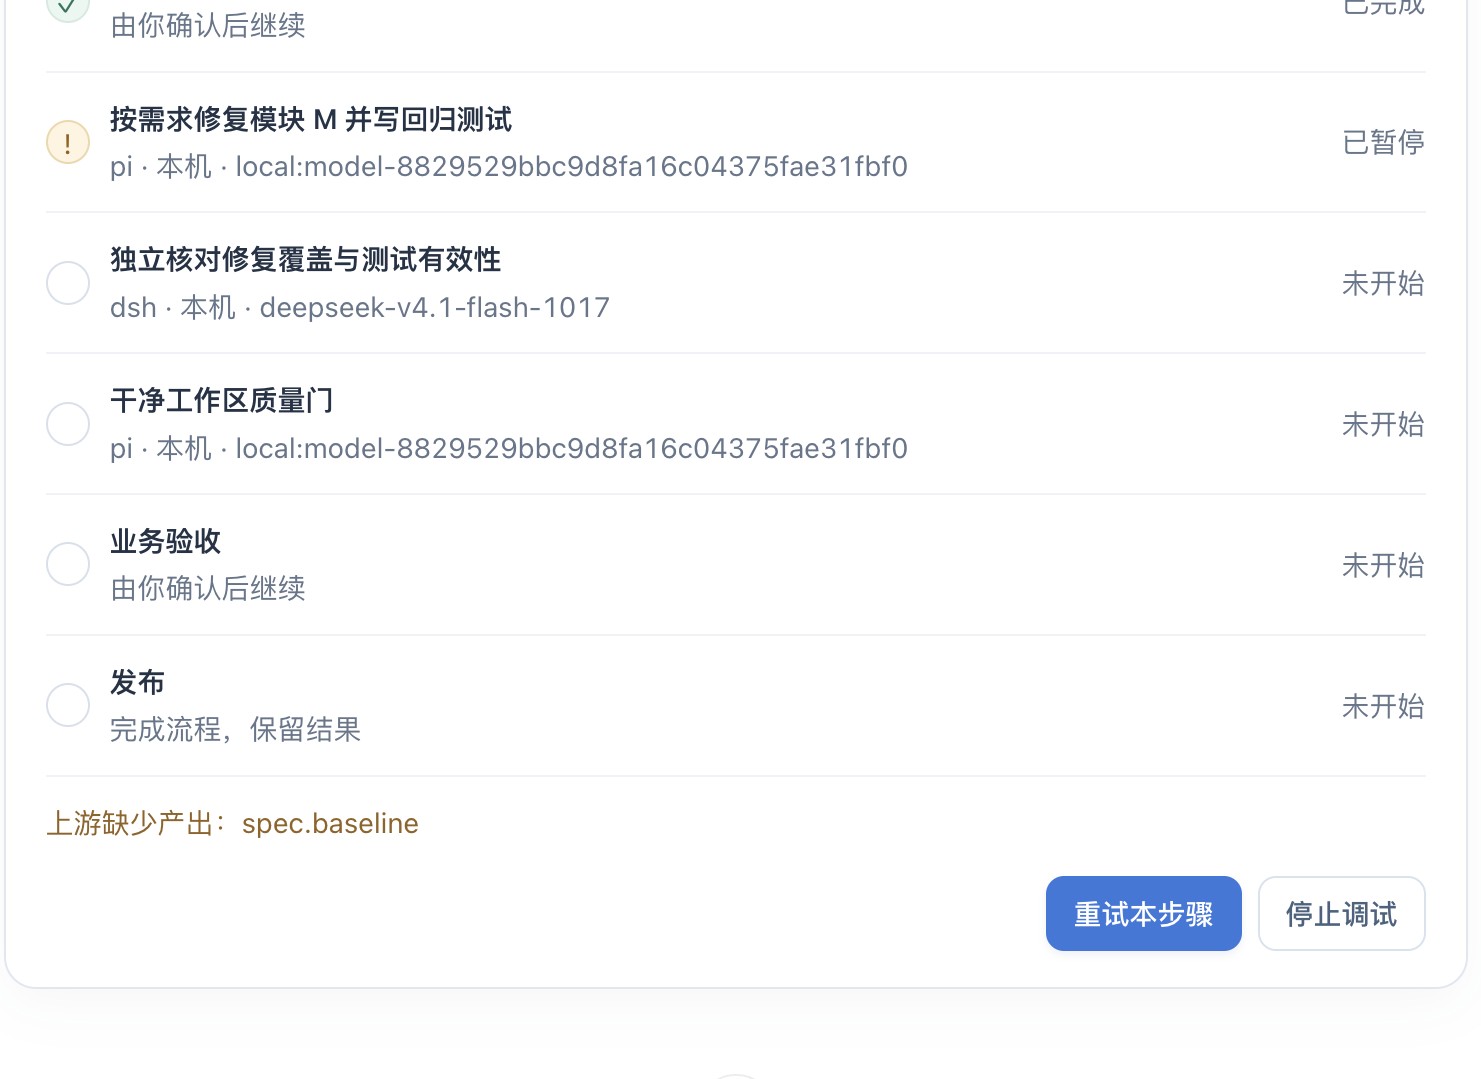 由你确认后继续
已完成
按需求修复模块 M 并写回归测试
pi · 本机 · local:model-8829529bbc9d8fa16c04375fae31fbf0
已暂停
独立核对修复覆盖与测试有效性
dsh · 本机 · deepseek-v4.1-flash-1017
未开始
干净工作区质量门
pi · 本机 · local:model-8829529bbc9d8fa16c04375fae31fbf0
未开始
业务验收
由你确认后继续
未开始
发布
完成流程，保留结果
未开始
上游缺少产出：spec.baseline
重试本步骤
停止调试